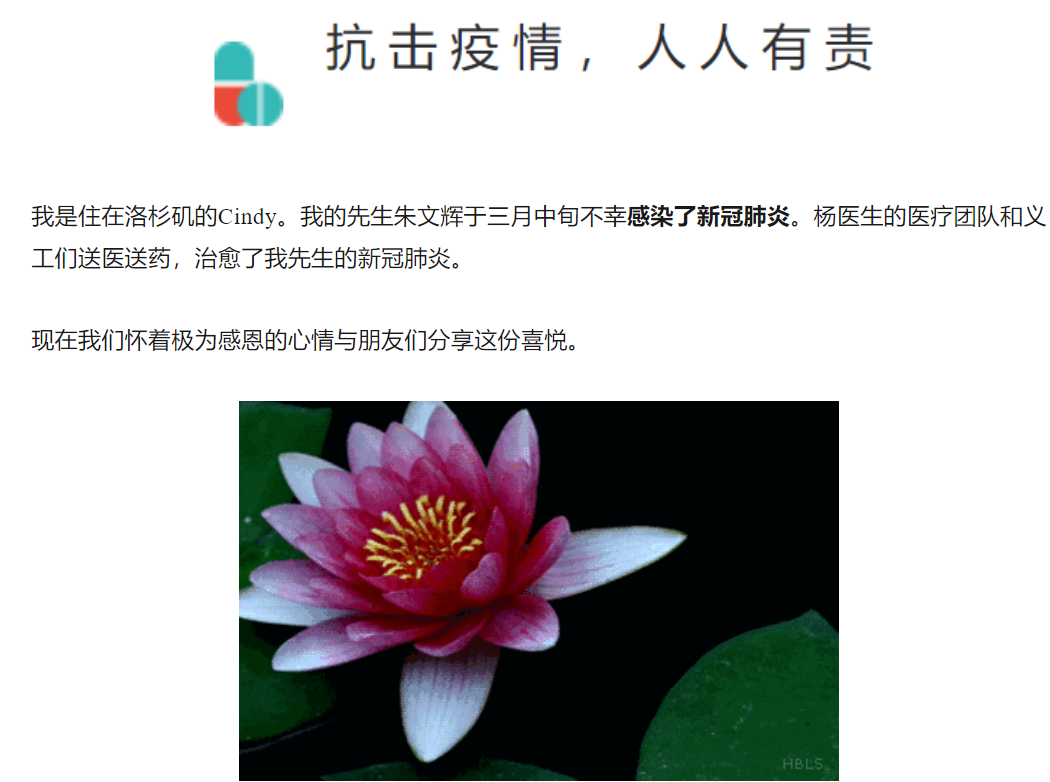 抗击疫情，人人有责
我是住在洛杉矶的Cindy。我的先生朱文辉于三月中旬不幸感染了新冠肺炎。杨医生的医疗团队和义
工们送医送药，治愈了我先生的新冠肺炎。
现在我们怀着极为感恩的心情与朋友们分享这份喜悦。
HBLS